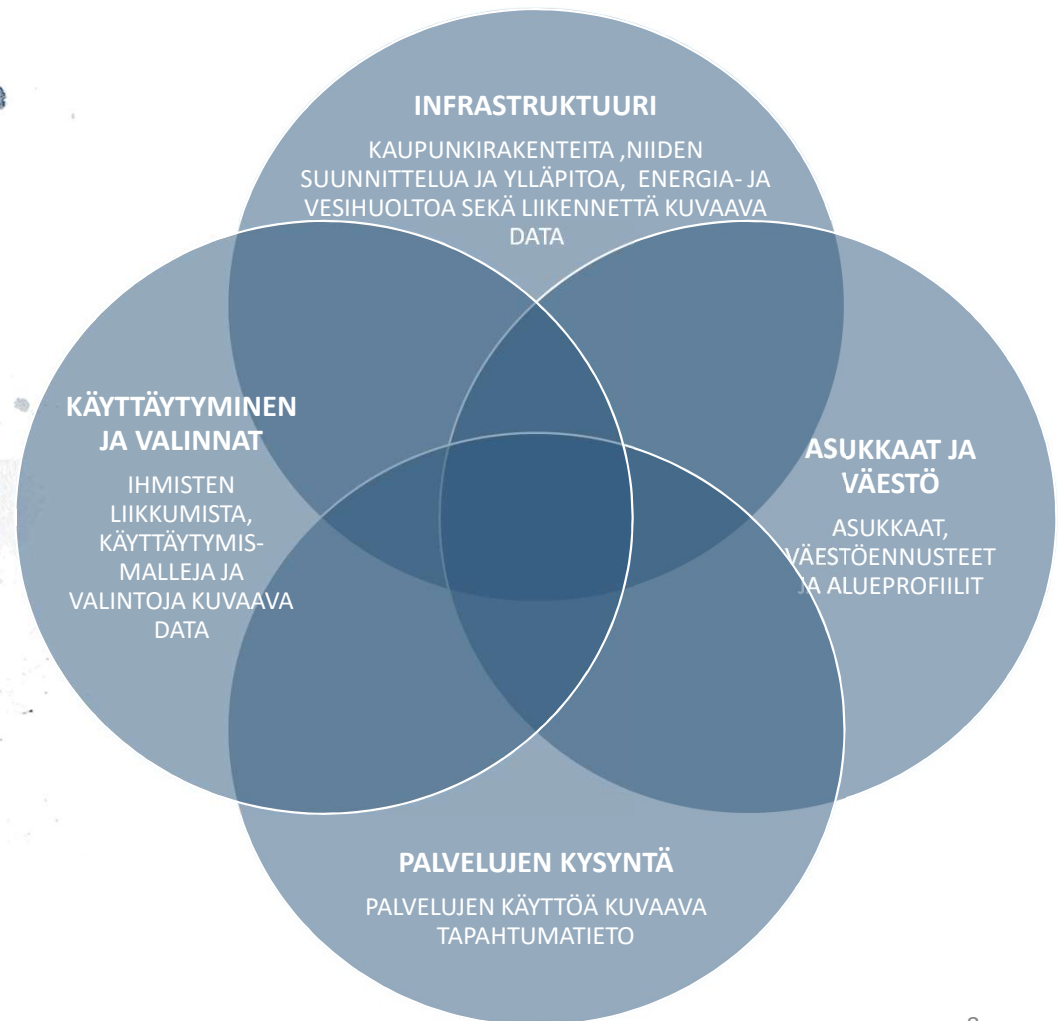 INFRASTRUKTUURI
KAUPUNKIRAKENTEITA ,NIIDEN
SUUNNITTELUA JA YLLÄPITOA, ENERGIA- JA
VESIHUOLTOA SEKÄ LIIKENNETTÄ KUVAAVA
DATA
KÄYTTÄYTYMINEN
JA VALINNAT
IHMISTEN
LIIKKUMISTA,
KÄYTTÄYTYMIS-
MALLEJA JA
VALINTOJA KUVAAVA
DATA
ASUKKAAT JA
VÄESTÖ
ASUKKAAT,
VÄESTÖENNUSTEET
JA ALUEPROFIILIT
PALVELUJEN KYSYNTÄ
PALVELUJEN KÄYTTÖÄ KUVAAVA
TAPAHTUMATIETO